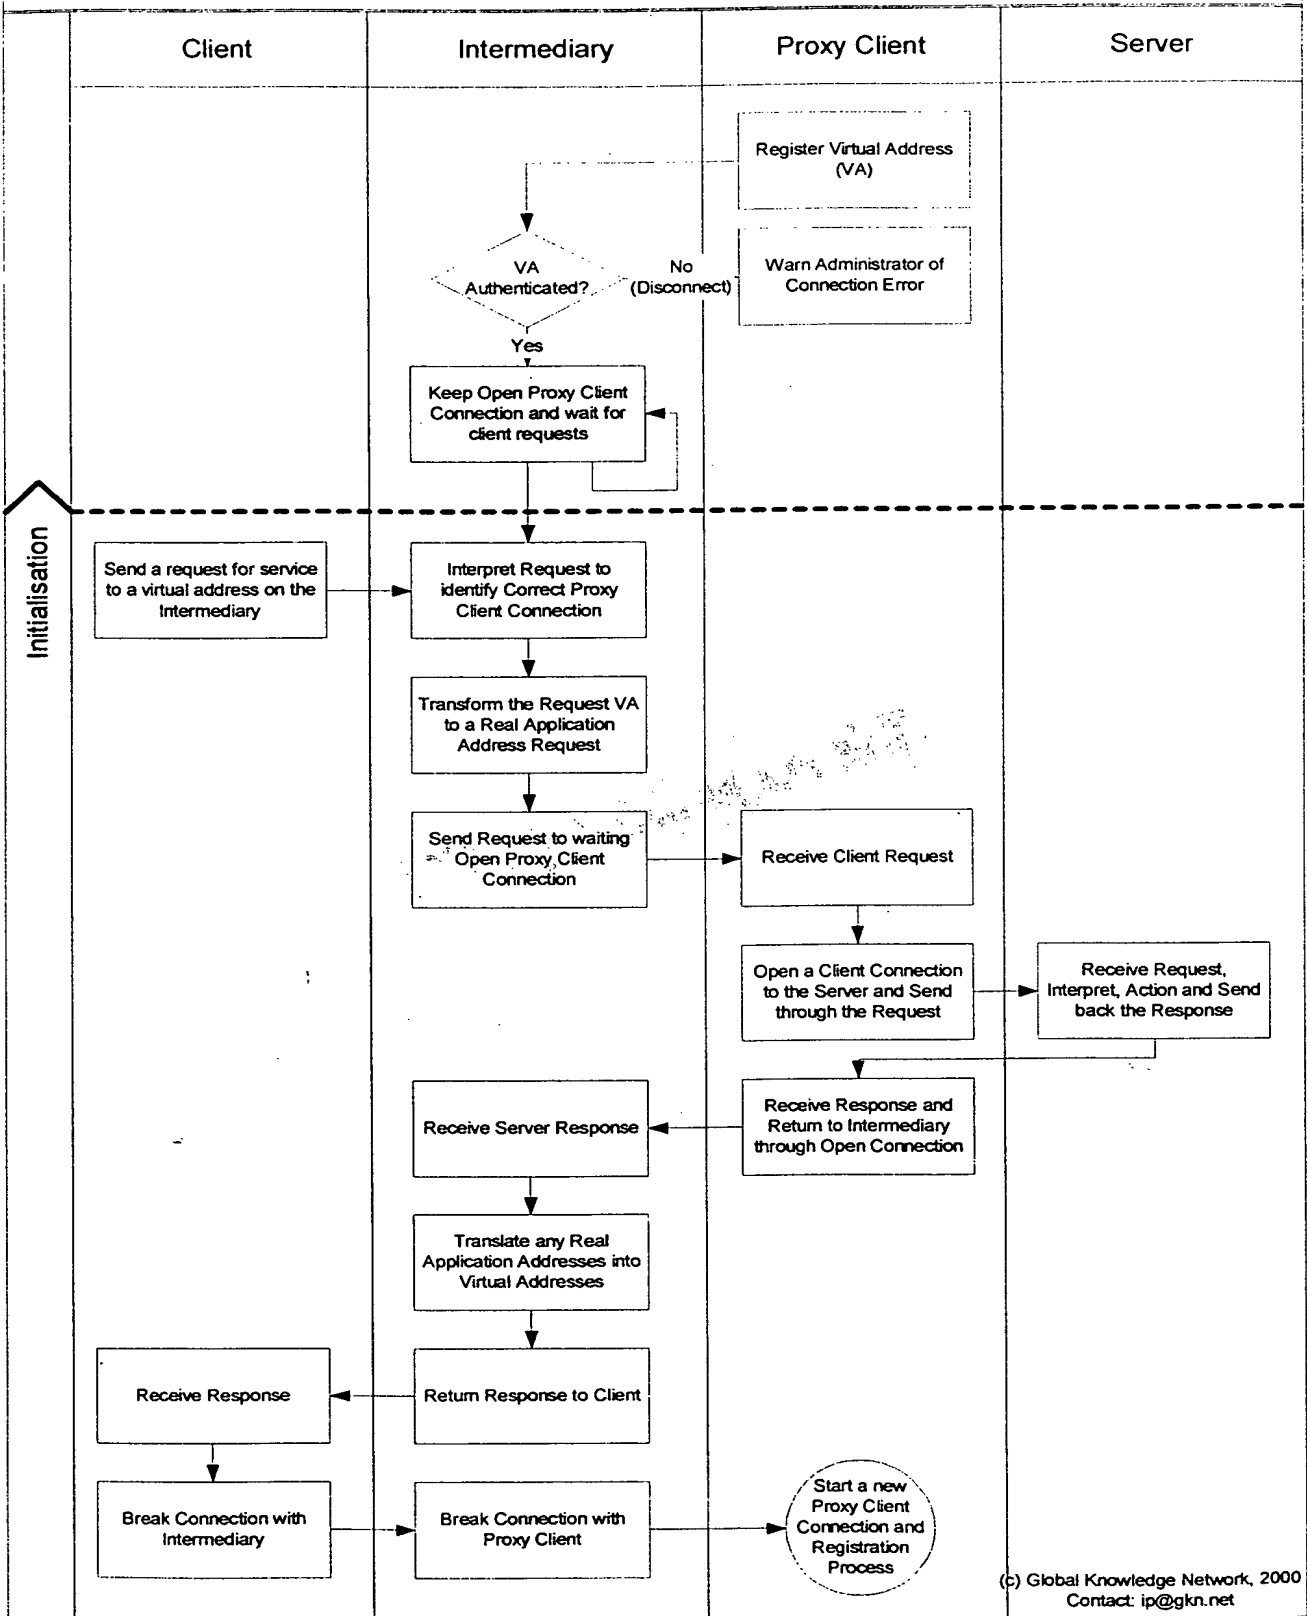 Client
Intermediary
Proxy Client
Server
Register Virtual Address
(VA)
VA
Authenticated?
No
(Disconnect)
Warn Administrator of
Connection Error
Yes
Keep Open Proxy Client
Connection and wait for
client requests
Initialisation
Send a request for service
to a virtual address on the
Intermediary
Interpret Request to
identify Correct Proxy
Client Connection
Transform the Request VA
to a Real Application
Address Request
Send Request to waiting
Open Proxy Client
Connection
Receive Client Request
Open a Client Connection
to the Server and Send
through the Request
Receive Request,
Interpret, Action and Send
back the Response
Receive Response and
Return to Intermediary
through Open Connection
Receive Server Response
Translate any Real
Application Addresses into
Virtual Addresses
Return Response to Client
Receive Response
Break Connection with
Intermediary
Break Connection with
Proxy Client
Start a new
Proxy Client
Connection and
Registration
Process
(c) Global Knowledge Network, 2000
Contact: ip@gkn.net